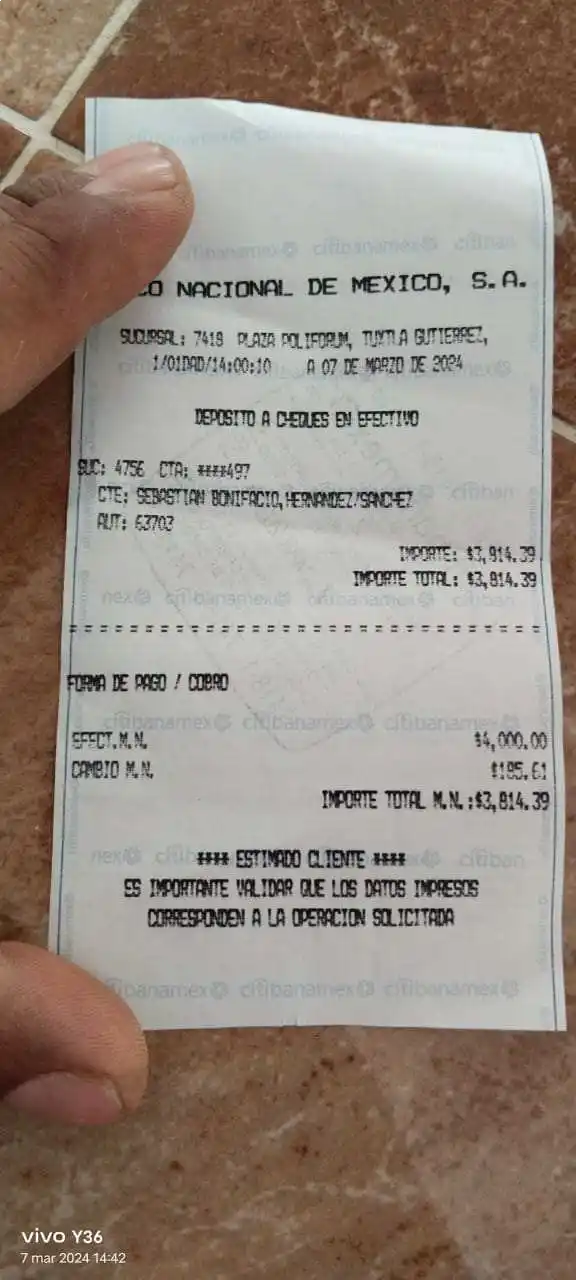 CO NACIONAL DE MEXICO, S.A.
SUCURSAL: 7418 PLAZA POLIFORUM, TUXTLA GUTIERREZ,
1/01DAD/14:00:10 A 07 DE MARZO DE 2024
DEPOSITO A CHEQUES EN EFECTIVO
SUC: 4756 CTA: ****497
CTE: SEBASTIAN BONIFACIO,HERNANDEZ/SANCHEZ
AUT: 63703
IMPORTE: $3,814.39
IMPORTE TOTAL: $3,814.39
FORMA DE PAGO / COBRO
EFECT.M.N. $4,000.00
CAMBIO M.N. $185.61
IMPORTE TOTAL M.N.:$3,814.39
**** ESTIMADO CLIENTE ****
ES IMPORTANTE VALIDAR QUE LOS DATOS IMPRESOS
CORRESPONDEN A LA OPERACION SOLICITADA
citibanamex citibanamex citibanamex
vivo Y36
7 mar 2024 14:42